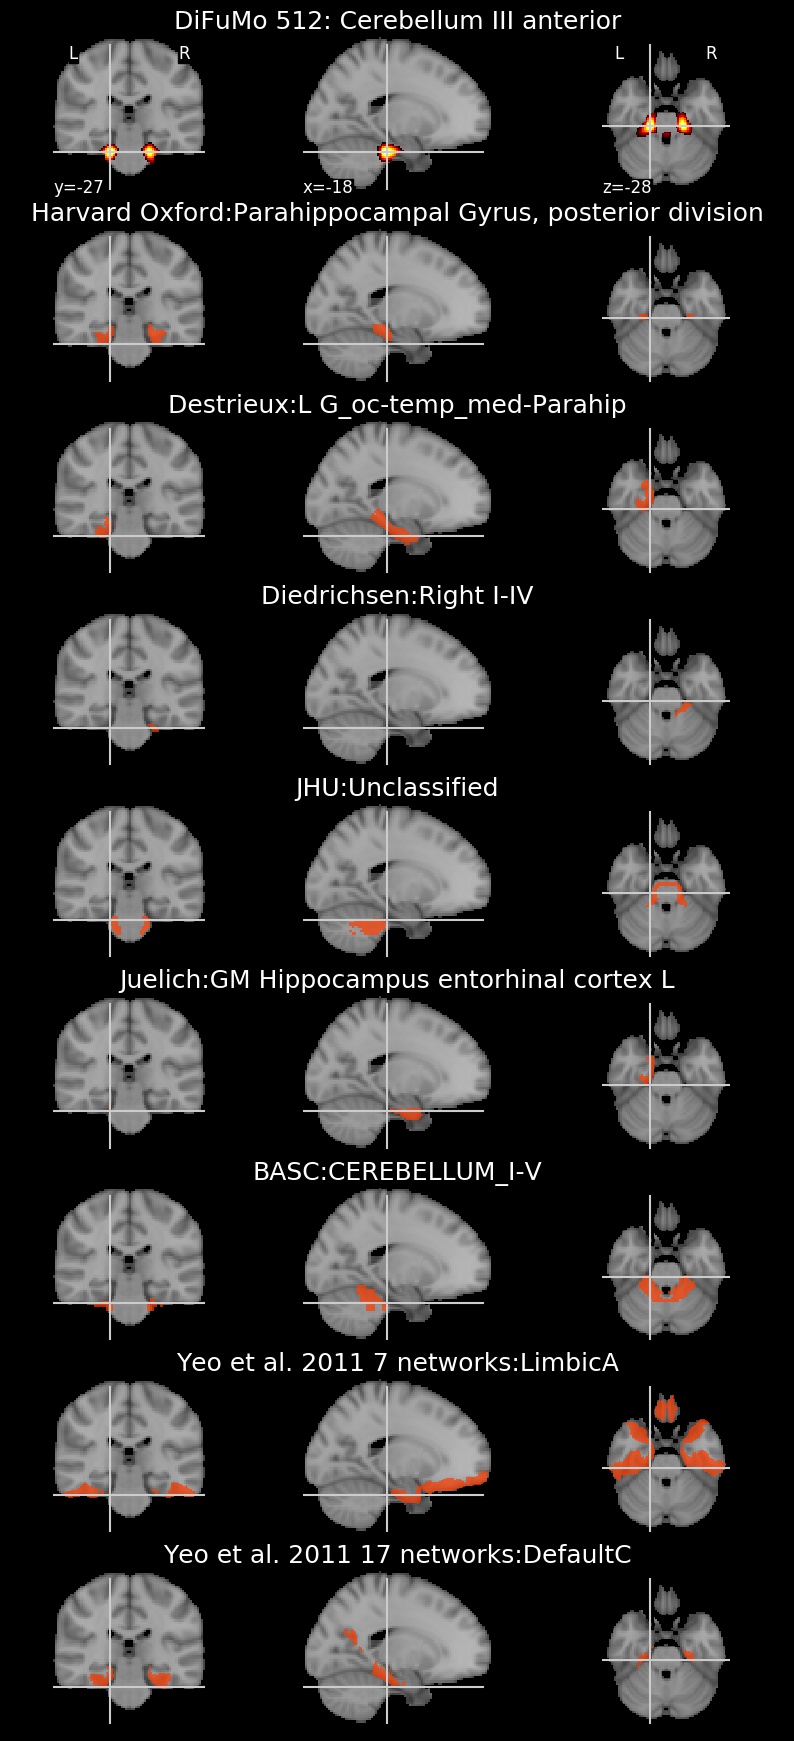 DiFuMo 512: Cerebellum III anterior
L R L R
y=-27 x=-18 z=-28
Harvard Oxford:Parahippocampal Gyrus, posterior division
Destrieux:L G_oc-temp_med-Parahip
Diedrichsen:Right I-IV
JHU:Unclassified
Juelich:GM Hippocampus entorhinal cortex L
BASC:CEREBELLUM_I-V
Yeo et al. 2011 7 networks:LimbicA
Yeo et al. 2011 17 networks:DefaultC